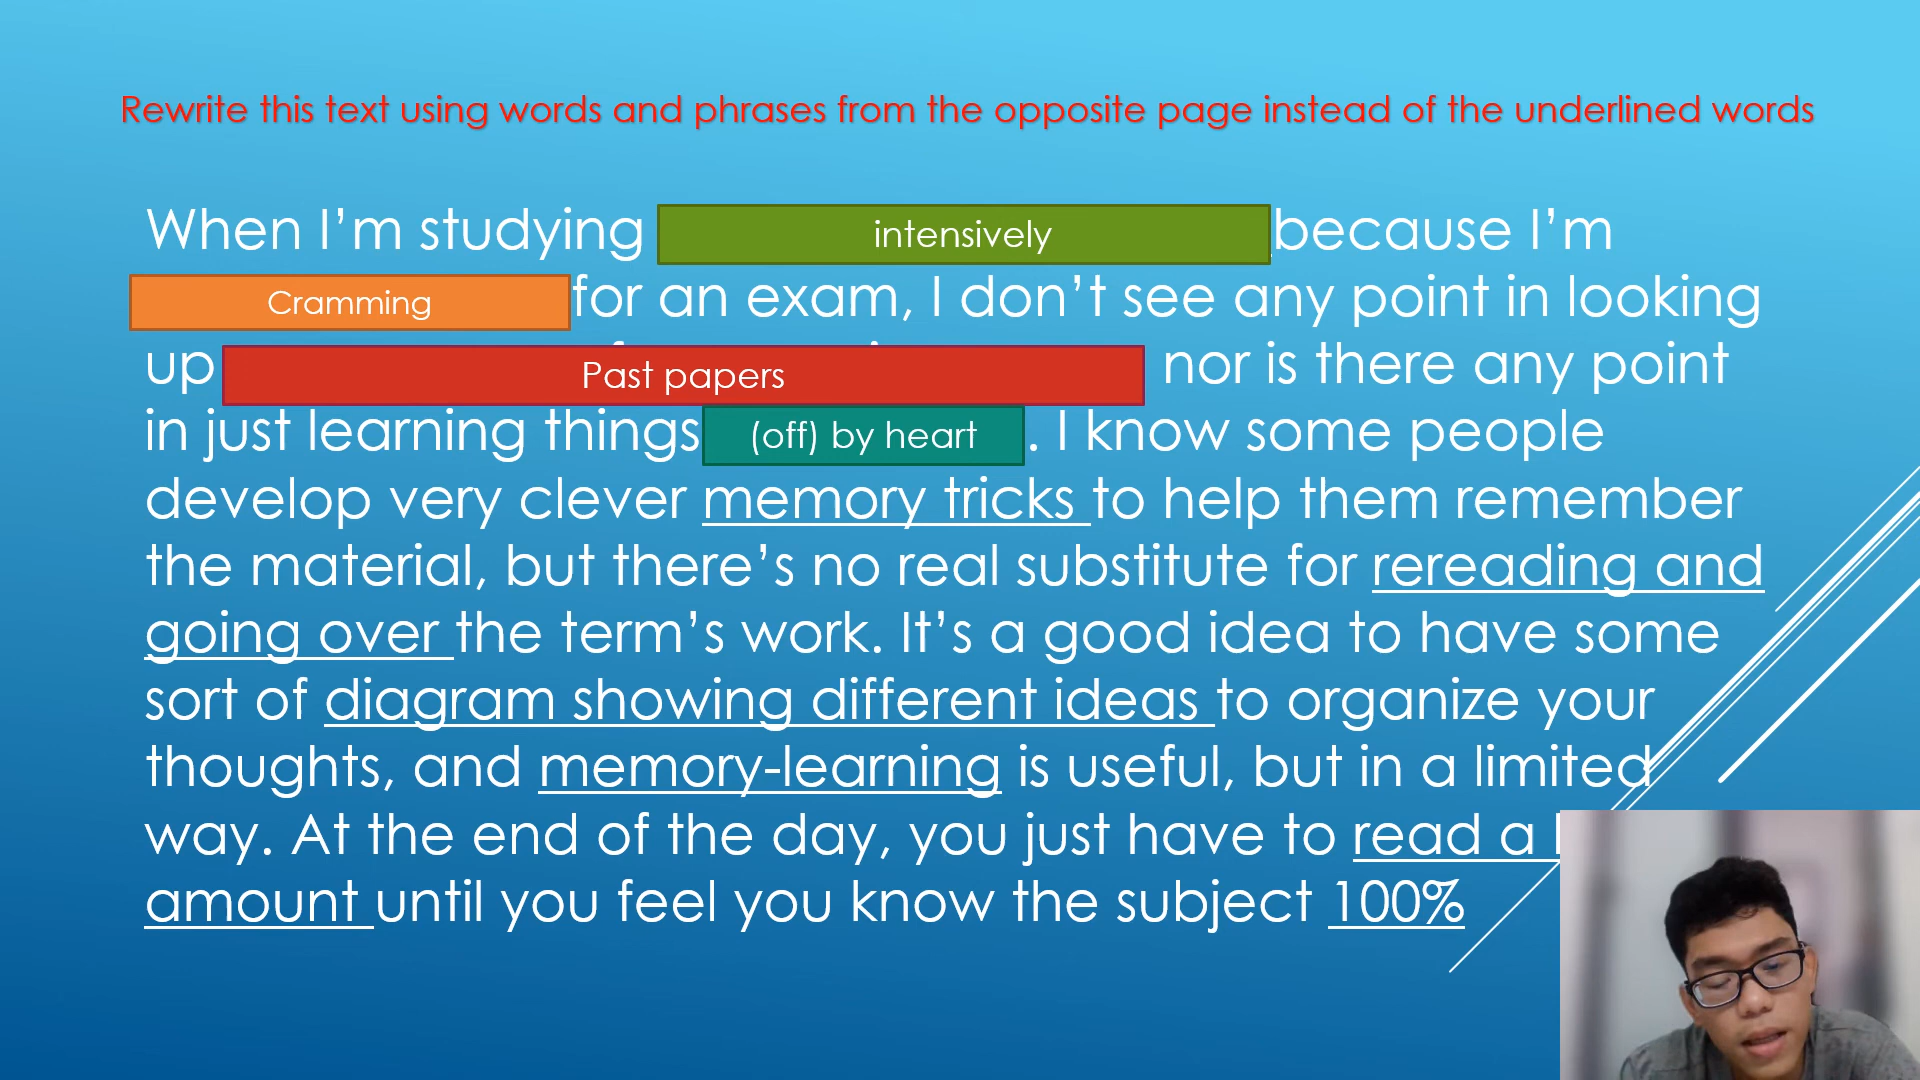 Rewrite this text using words and phrases from the opposite page instead of the underlined words
When I'm studying intensively because I'm
Cramming for an exam, I don't see any point in looking
up Past papers nor is there any point
in just learning things (off) by heart . I know some people
develop very clever memory tricks to help them remember
the material, but there's no real substitute for rereading and
going over the term's work. It's a good idea to have some
sort of diagram showing different ideas to organize your
thoughts, and memory-learning is useful, but in a limited
way. At the end of the day, you just have to read a
amount until you feel you know the subject 100%